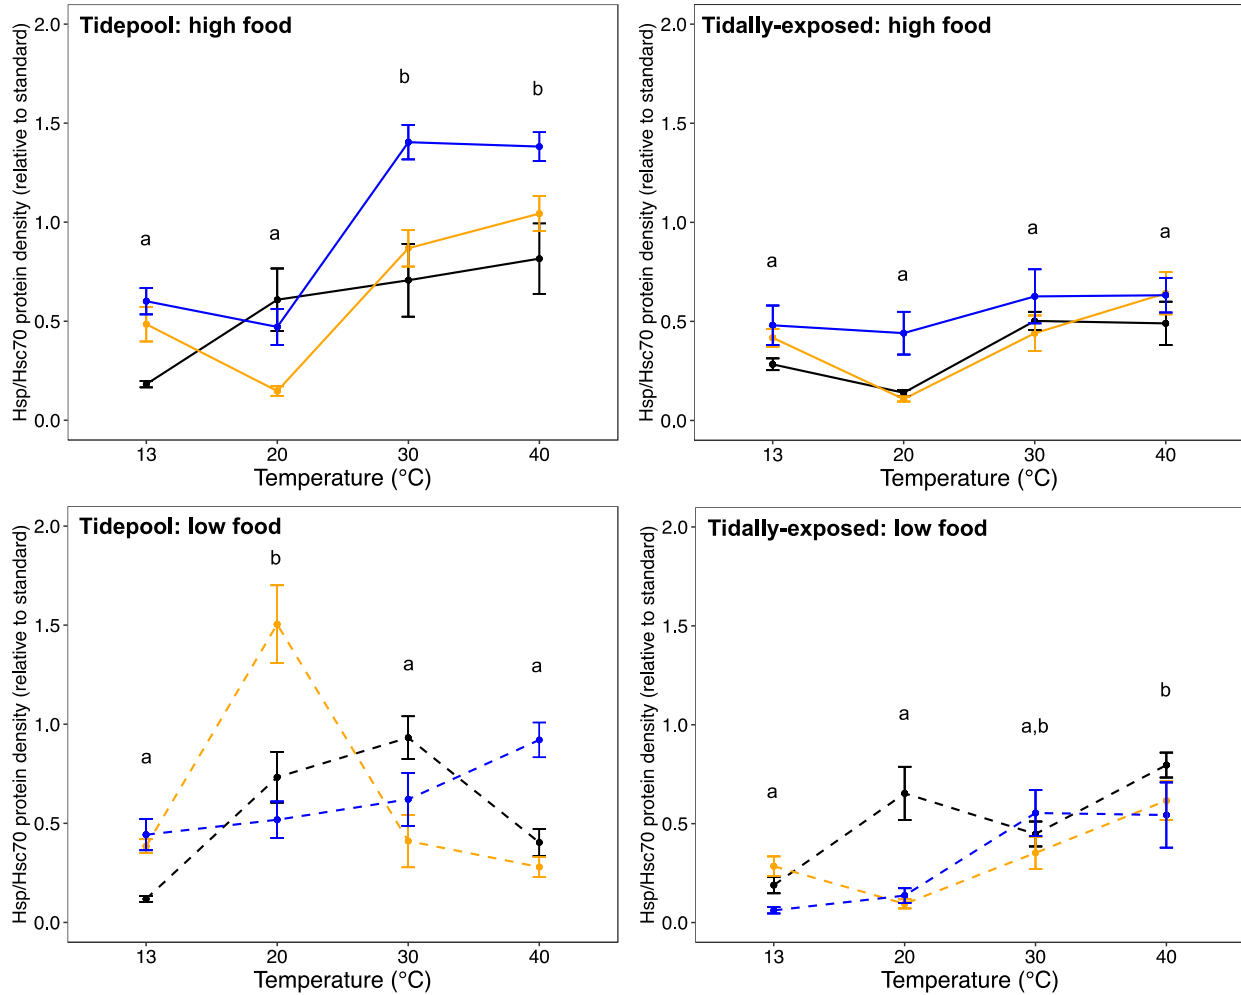 Tidepool: high food
Hsp/Hsc70 protein density (relative to standard)
2.0
1.5
1.0
0.5
0.0
a
a
b
b
13
20
30
40
Temperature (°C)
Tidally-exposed: high food
Hsp/Hsc70 protein density (relative to standard)
2.0
1.5
1.0
0.5
0.0
a
a
a
a
13
20
30
40
Temperature (°C)
Tidepool: low food
Hsp/Hsc70 protein density (relative to standard)
2.0
1.5
1.0
0.5
0.0
a
b
a
a
13
20
30
40
Temperature (°C)
Tidally-exposed: low food
Hsp/Hsc70 protein density (relative to standard)
2.0
1.5
1.0
0.5
0.0
a
a
a,b
b
13
20
30
40
Temperature (°C)